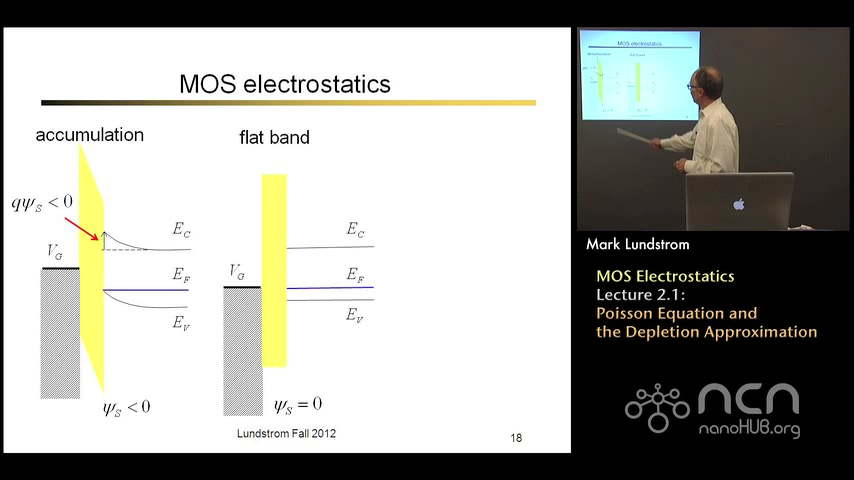 MOS electrostatics
accumulation
flat band
qψ_S < 0
E_C
E_C
V_G
E_F
V_G
E_F
E_V
E_V
ψ_S < 0
ψ_S = 0
Lundstrom Fall 2012
18
MOS electrostatics
Mark Lundstrom
MOS Electrostatics
Lecture 2.1:
Poisson Equation and
the Depletion Approximation
ncn
nanoHUB.org